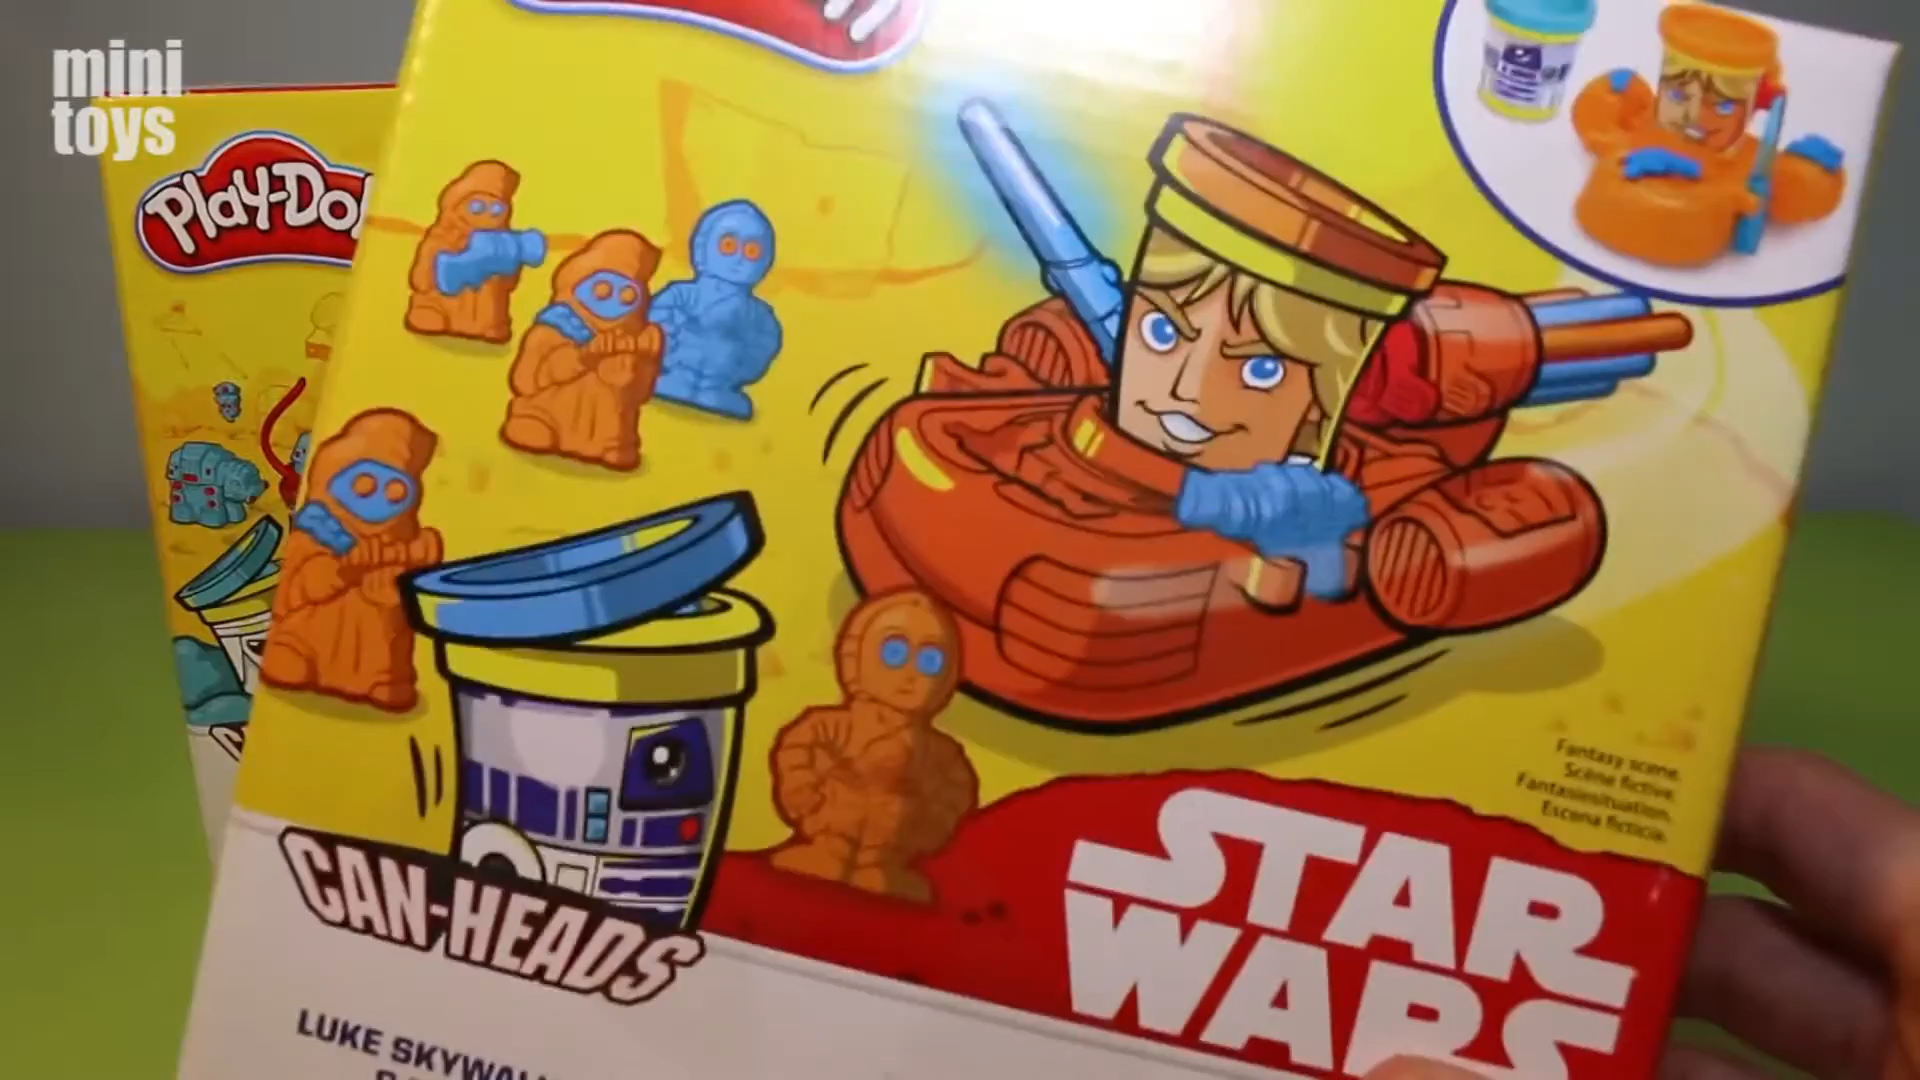 mini
toys
Play-Do
Fantasy scene.
Scène fictive.
Fantasiesituation.
Escena ficticia.
CAN-HEADS
STAR
WARS
LUKE SKYWAL